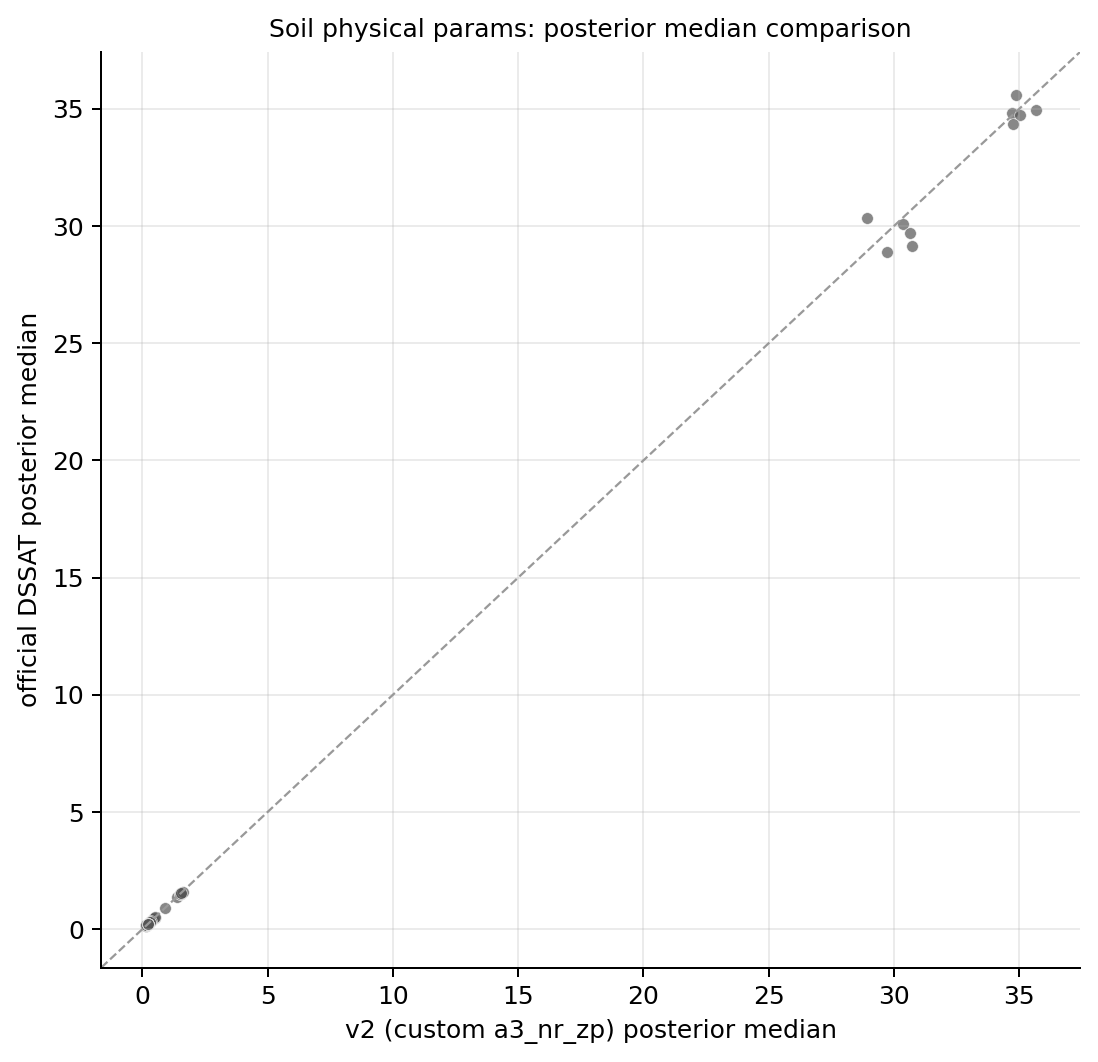 Soil physical params: posterior median comparison
official DSSAT posterior median
35
30
25
20
15
10
5
0
0 5 10 15 20 25 30 35
v2 (custom a3_nr_zp) posterior median